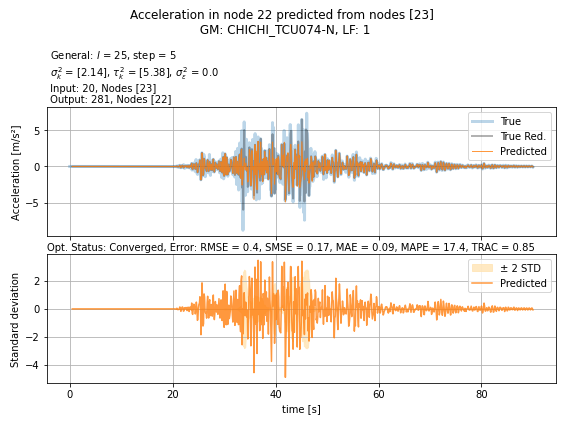 Acceleration in node 22 predicted from nodes [23]
GM: CHICHI_TCU074-N, LF: 1
General: l = 25, step = 5
σ²ₖ = [2.14], τ²ₖ = [5.38], σ²ε = 0.0
Input: 20, Nodes [23]
Output: 281, Nodes [22]
Acceleration [m/s²]
5
0
−5
True
True Red.
Predicted
Opt. Status: Converged, Error: RMSE = 0.4, SMSE = 0.17, MAE = 0.09, MAPE = 17.4, TRAC = 0.85
Standard deviation
2
0
−2
−4
± 2 STD
Predicted
0 20 40 60 80
time [s]